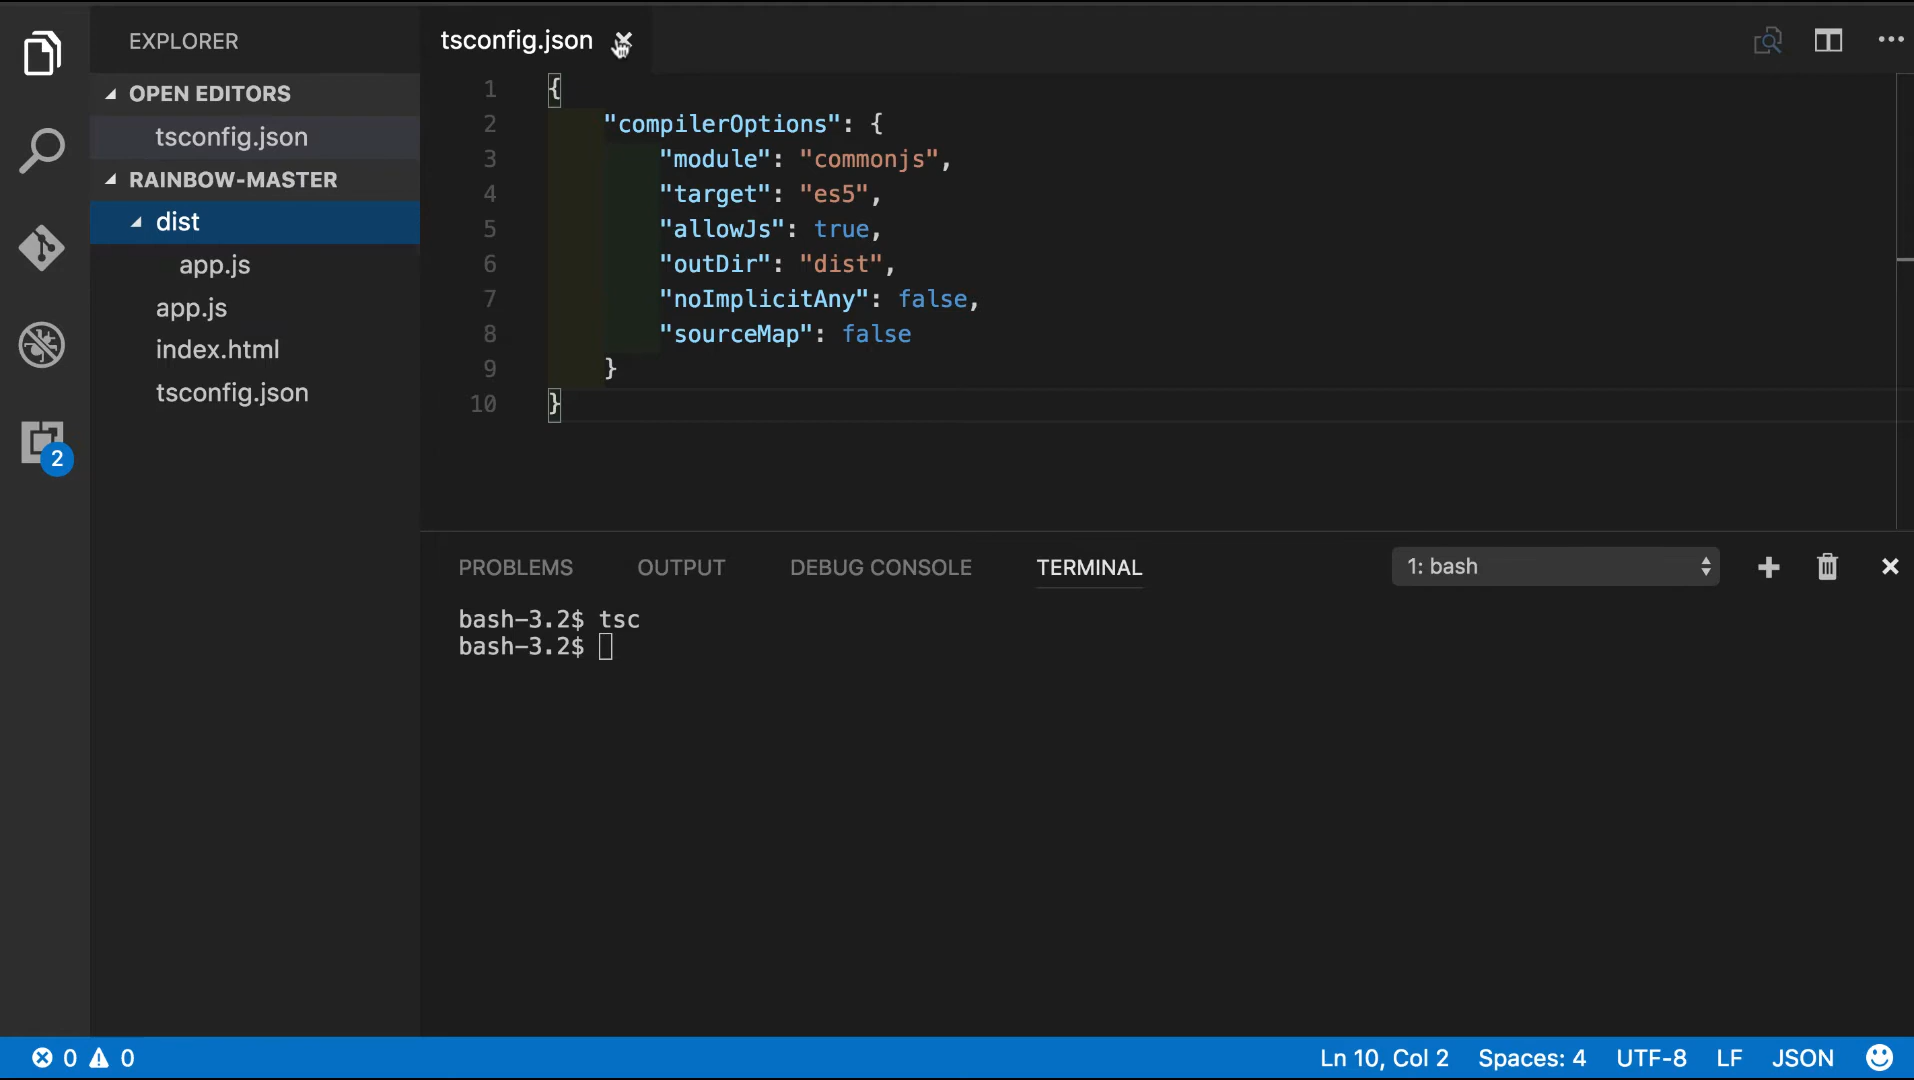 EXPLORER
OPEN EDITORS
tsconfig.json
RAINBOW-MASTER
dist
app.js
app.js
index.html
tsconfig.json
2
tsconfig.json
1 {
2 "compilerOptions": {
3 "module": "commonjs",
4 "target": "es5",
5 "allowJs": true,
6 "outDir": "dist",
7 "noImplicitAny": false,
8 "sourceMap": false
9 }
10 }
PROBLEMS OUTPUT DEBUG CONSOLE TERMINAL 1: bash
bash-3.2$ tsc
bash-3.2$
0 0 Ln 10, Col 2 Spaces: 4 UTF-8 LF JSON